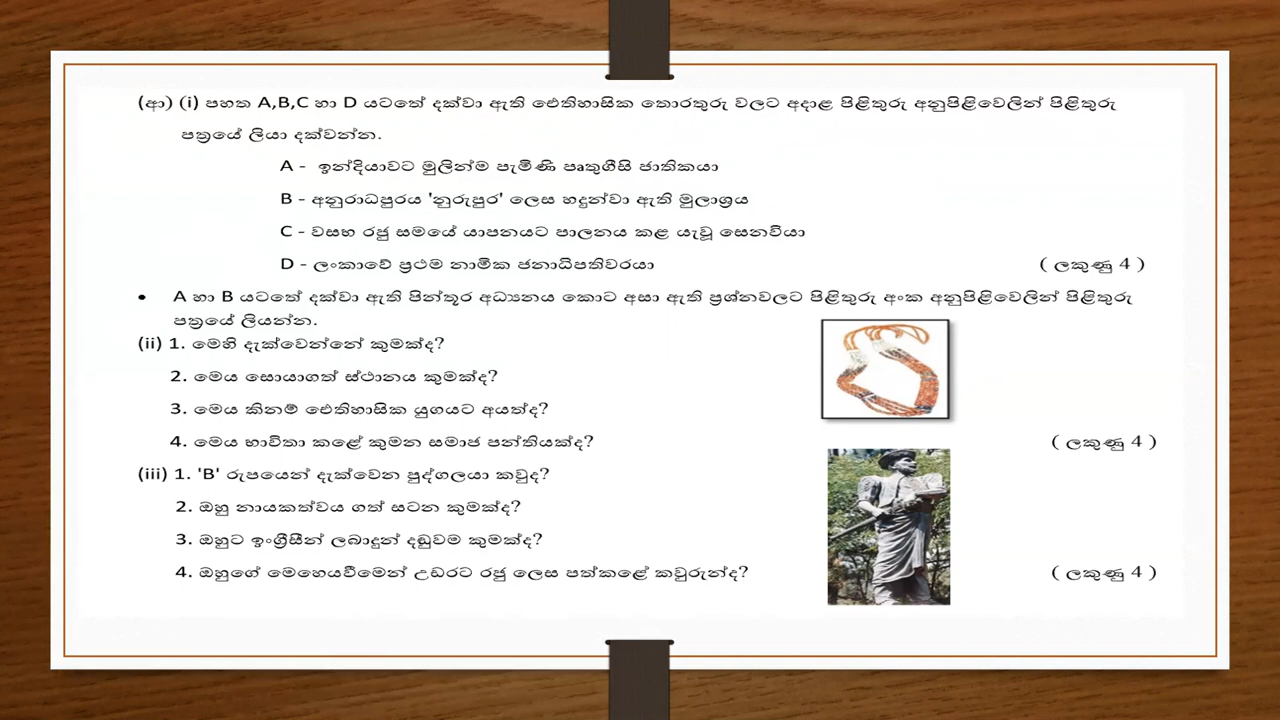 (ආ) (i) පහත A,B,C හා D යටතේ දක්වා ඇති ඓතිහාසික තොරතුරු වලට අදාළ පිළිතුරු අනුපිළිවෙලින් පිළිතුරු
පත්‍රයේ ලියා දක්වන්න.
A - ඉන්දියාවට මුලින්ම පැමිණි පෘතුගීසි ජාතිකයා
B - අනුරාධපුරය 'නුරුපුර' ලෙස හදුන්වා ඇති මුලාශ්‍රය
C - වසභ රජු සමයේ යාපනයට පාලනය කළ යැවූ සෙනවියා
D - ලංකාවේ ප්‍රථම නාමික ජනාධිපතිවරයා ( ලකුණු 4 )
• A හා B යටතේ දක්වා ඇති පින්තූර අධ්‍යනය කොට අසා ඇති ප්‍රශ්නවලට පිළිතුරු අංක අනුපිළිවෙලින් පිළිතුරු
පත්‍රයේ ලියන්න.
(ii) 1. මෙහි දැක්වෙන්නේ කුමක්ද?
2. මෙය සොයාගත් ස්ථානය කුමක්ද?
3. මෙය කිනම් ඓතිහාසික යුගයට අයත්ද?
4. මෙය භාවිතා කළේ කුමන සමාජ පන්තියක්ද? ( ලකුණු 4 )
(iii) 1. 'B' රුපයෙන් දැක්වෙන පුද්ගලයා කවුද?
2. ඔහු නායකත්වය ගත් සටන කුමක්ද?
3. ඔහුට ඉංග්‍රීසීන් ලබාදුන් දඬුවම කුමක්ද?
4. ඔහුගේ මෙහෙයවීමෙන් උඩරට රජු ලෙස පත්කළේ කවුරුන්ද? ( ලකුණු 4 )